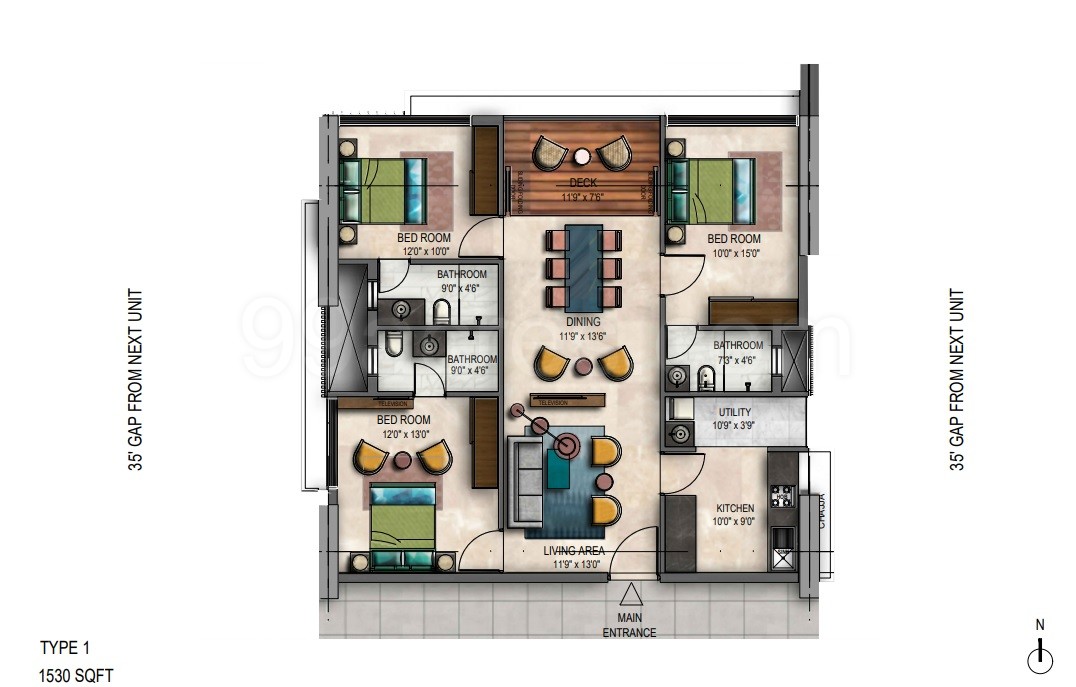 DECK
11'9" x 7'6"
BED ROOM
12'0" x 10'0"
BED ROOM
10'0" x 15'0"
BATHROOM
9'0" x 4'6"
DINING
11'9" x 13'6"
BATHROOM
9'0" x 4'6"
BATHROOM
7'3" x 4'6"
TELEVISION
TELEVISION
BED ROOM
12'0" x 13'0"
UTILITY
10'9" x 3'9"
35' GAP FROM NEXT UNIT
35' GAP FROM NEXT UNIT
HOB
KITCHEN
10'0" x 9'0"
CHAJJA
SINK
LIVING AREA
11'9" x 13'0"
MAIN
ENTRANCE
N
TYPE 1
1530 SQFT